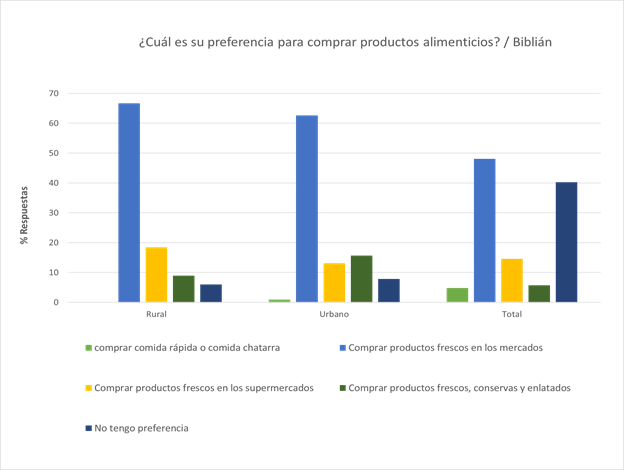 ¿Cuál es su preferencia para comprar productos alimenticios? / Biblián
70
60
50
40
30
20
10
0
% Respuestas
Rural
Urbano
Total
comprar comida rápida o comida chatarra
Comprar productos frescos en los mercados
Comprar productos frescos en los supermercados
Comprar productos frescos, conservas y enlatados
No tengo preferencia